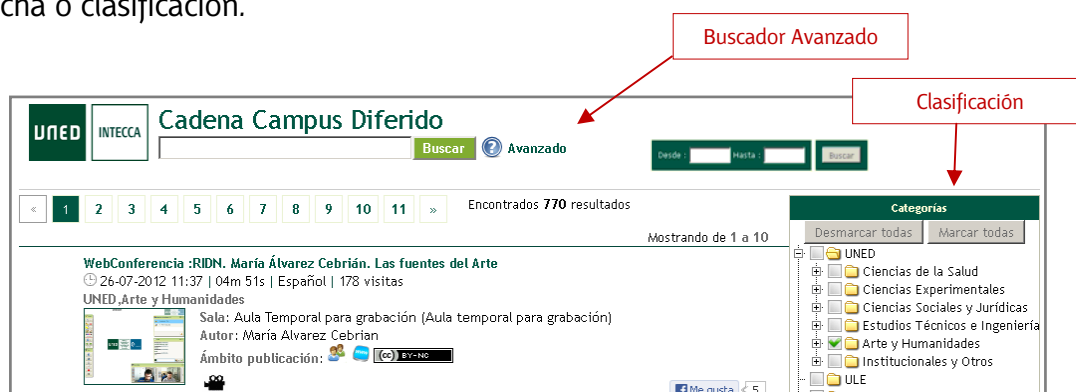 cha o clasificación.
Buscador Avanzado
Clasificación
UNED
INTECCA
Cadena Campus Diferido
Buscar ? Avanzado
Desde : Hasta : Buscar
« 1 2 3 4 5 6 7 8 9 10 11 » Encontrados 770 resultados
Mostrando de 1 a 10
WebConferencia :RIDN. María Álvarez Cebrián. Las fuentes del Arte
26-07-2012 11:37 | 04m 51s | Español | 178 visitas
UNED ,Arte y Humanidades
Sala: Aula Temporal para grabación (Aula temporal para grabación)
Autor: María Alvarez Cebrian
Ámbito publicación: (cc) BY-NC
Me gusta 5
Categorías
Desmarcar todas Marcar todas
UNED
Ciencias de la Salud
Ciencias Experimentales
Ciencias Sociales y Jurídicas
Estudios Técnicos e Ingeniería
Arte y Humanidades
Institucionales y Otros
ULE